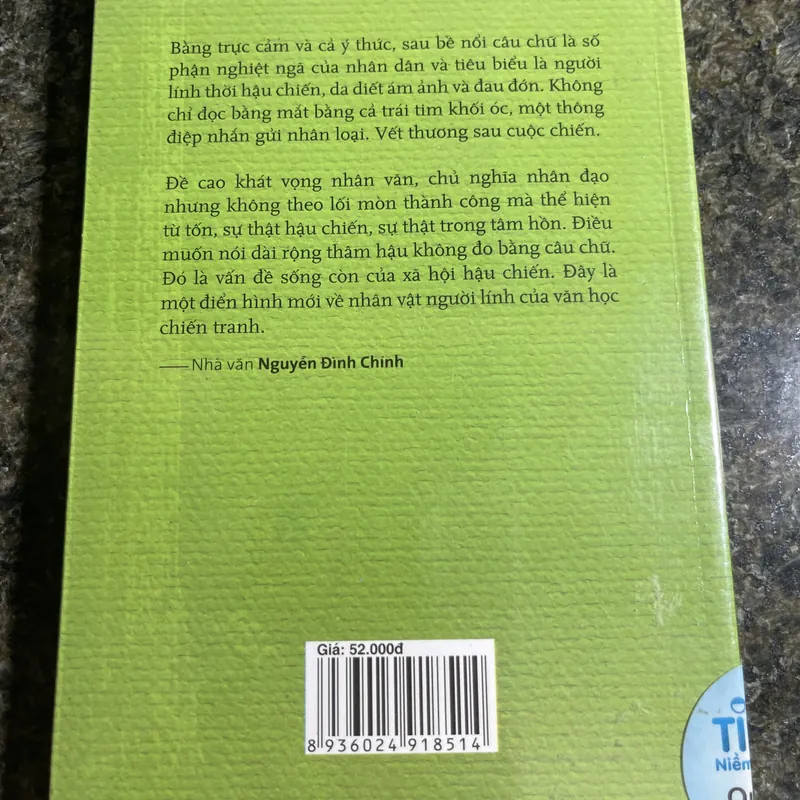 Bằng trực cảm và cả ý thức, sau bề nổi câu chữ là số
phận nghiệt ngã của nhân dân và tiêu biểu là người
lính thời hậu chiến, da diết ám ảnh và đau đớn. Không
chỉ đọc bằng mắt bằng cả trái tim khối óc, một thông
điệp nhắn gửi nhân loại. Vết thương sau cuộc chiến.
Đề cao khát vọng nhân văn, chủ nghĩa nhân đạo
nhưng không theo lối mòn thành công mà thể hiện
từ tốn, sự thật hậu chiến, sự thật trong tâm hồn. Điều
muốn nói dài rộng thăm hậu không đo bằng câu chữ.
Đó là vấn đề sống còn của xã hội hậu chiến. Đây là
một điển hình mới về nhân vật người lính của văn học
chiến tranh.
Nhà văn Nguyễn Đình Chính
Giá: 52.000đ
8 936024 918514
TI
Niềm